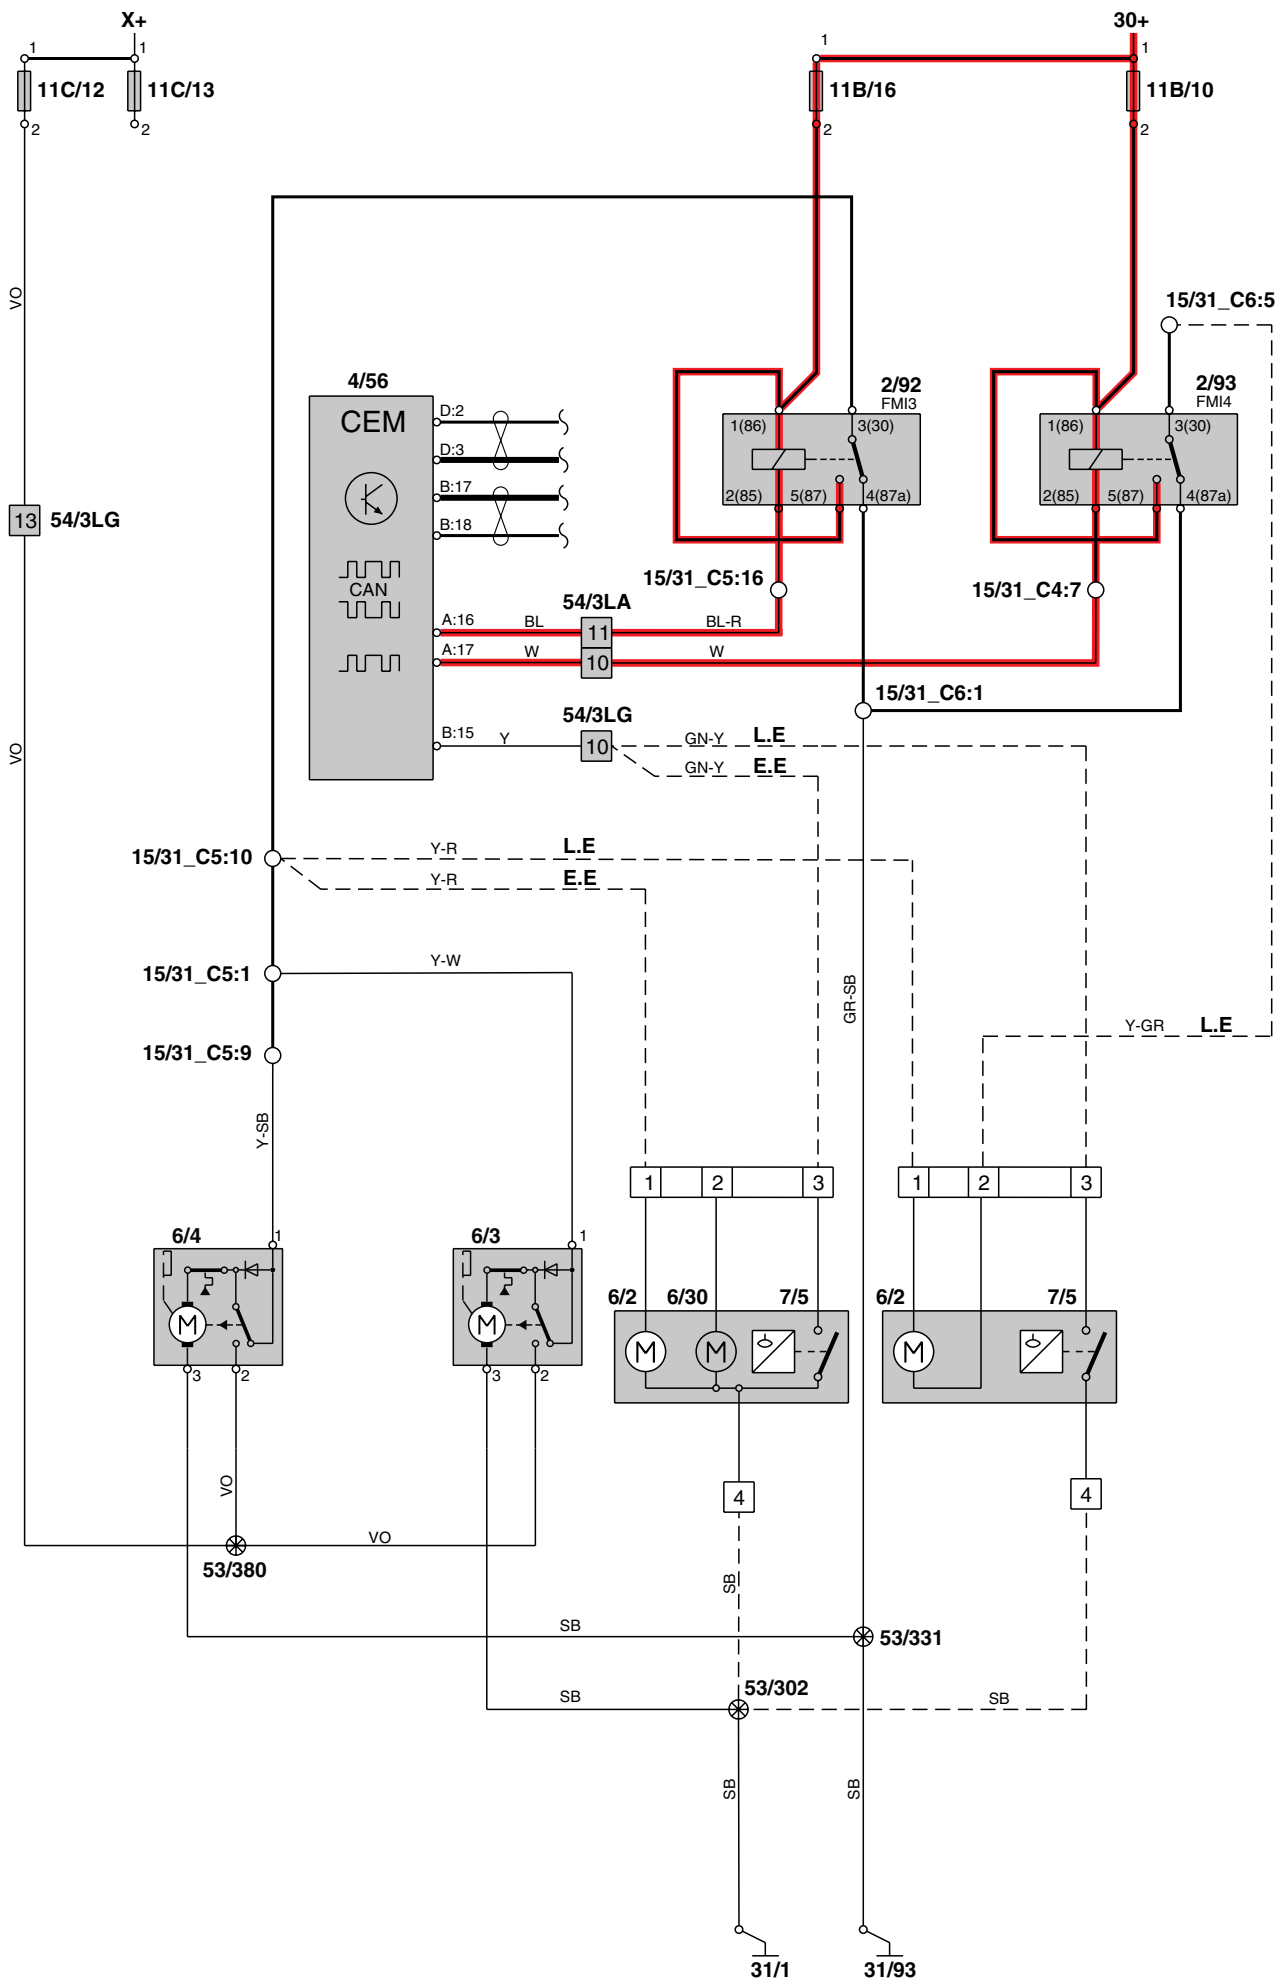 X+
30+
1
1
1
1
11C/12
11C/13
11B/16
11B/10
2
2
2
2
VO
15/31_C6:5
4/56
2/92
FMI3
2/93
FMI4
CEM
D:2
D:3
B:17
B:18
1(86)
3(30)
2(85)
5(87)
4(87a)
1(86)
3(30)
2(85)
5(87)
4(87a)
13
54/3LG
CAN
15/31_C5:16
15/31_C4:7
54/3LA
A:16
BL
11
BL-R
A:17
W
10
W
15/31_C6:1
54/3LG
B:15
Y
10
GN-Y
L.E
GN-Y
E.E
VO
15/31_C5:10
Y-R
L.E
Y-R
E.E
15/31_C5:1
Y-W
GR-SB
Y-GR
L.E
15/31_C5:9
Y-SB
1
2
3
1
2
3
6/4
1
6/3
1
6/2
6/30
7/5
6/2
7/5
M
M
M
M
M
3
2
3
2
4
4
VO
VO
53/380
SB
SB
53/331
SB
53/302
SB
SB
SB
31/1
31/93